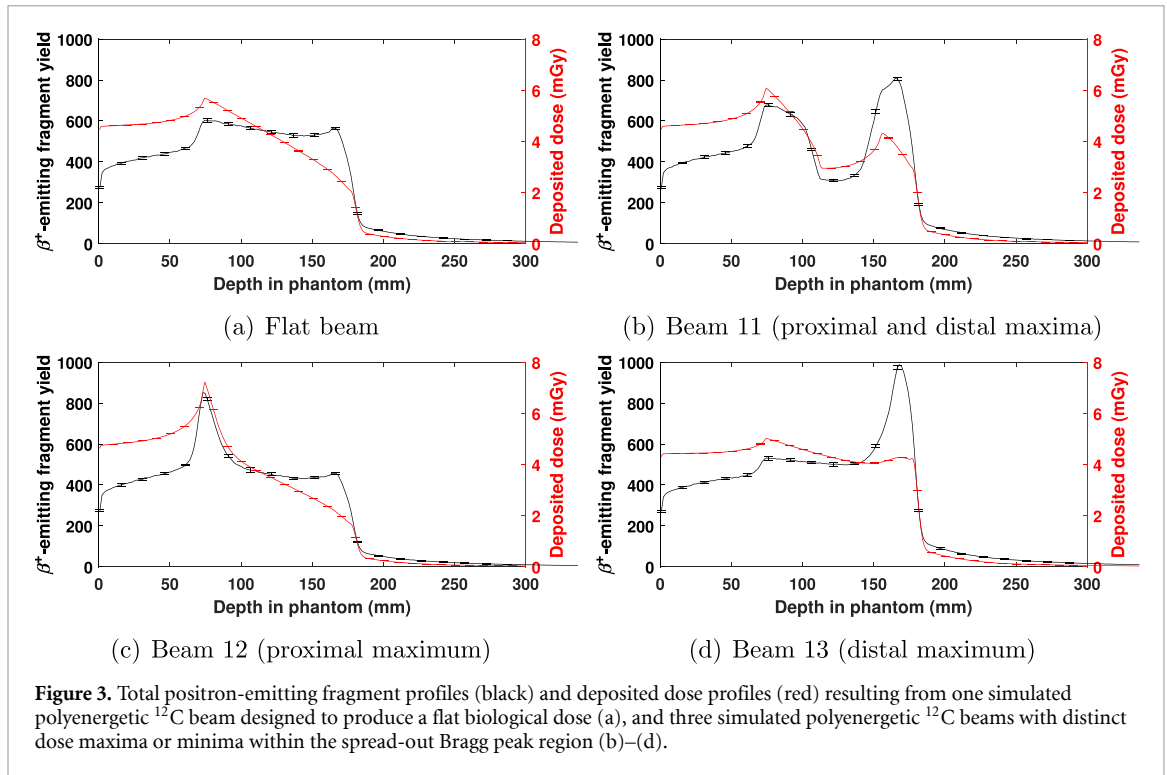 1000
800
600
400
200
0
β⁺-emitting fragment yield
8
6
4
2
0
Deposited dose (mGy)
0 50 100 150 200 250 300
Depth in phantom (mm)
(a) Flat beam
1000
800
600
400
200
0
β⁺-emitting fragment yield
8
6
4
2
0
Deposited dose (mGy)
0 50 100 150 200 250 300
Depth in phantom (mm)
(b) Beam 11 (proximal and distal maxima)
1000
800
600
400
200
0
β⁺-emitting fragment yield
8
6
4
2
0
Deposited dose (mGy)
0 50 100 150 200 250 300
Depth in phantom (mm)
(c) Beam 12 (proximal maximum)
1000
800
600
400
200
0
β⁺-emitting fragment yield
8
6
4
2
0
Deposited dose (mGy)
0 50 100 150 200 250 300
Depth in phantom (mm)
(d) Beam 13 (distal maximum)
Figure 3. Total positron-emitting fragment profiles (black) and deposited dose profiles (red) resulting from one simulated
polyenergetic ¹²C beam designed to produce a flat biological dose (a), and three simulated polyenergetic ¹²C beams with distinct
dose maxima or minima within the spread-out Bragg peak region (b)–(d).